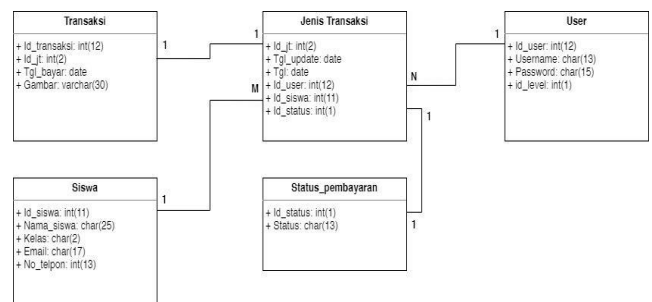 Transaksi
+ Id_transaksi: int(12)
+ Id_jt: int(2)
+ Tgl_bayar: date
+ Gambar: varchar(30)
1
1
Jenis Transaksi
+ Id_jt: int(2)
+ Tgl_update: date
+ Tgl: date
+ Id_user: int(12)
+ Id_siswa: int(11)
+ Id_status: int(1)
M
N
1
1
User
+ Id_user: int(12)
+ Username: char(13)
+ Password: char(15)
+ id_level: int(1)
Siswa
+ Id_siswa: int(11)
+ Nama_siswa: char(25)
+ Kelas: char(2)
+ Email: char(17)
+ No_telpon: int(13)
1
Status_pembayaran
+ Id_status: int(1)
+ Status: char(13)
1